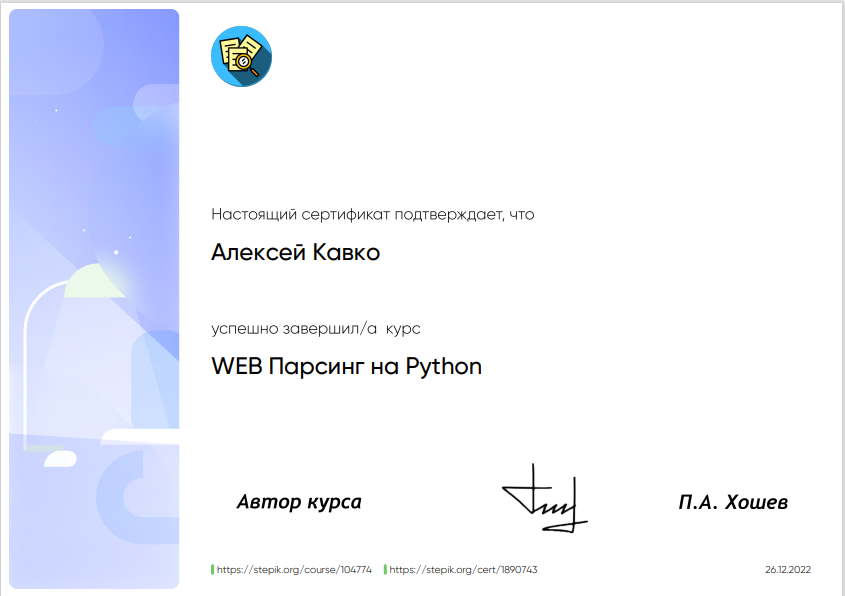 Настоящий сертификат подтверждает, что
Алексей Кавко
успешно завершил/а курс
WEB Парсинг на Python
Автор курса
П.А. Хошев
https://stepik.org/course/104774 https://stepik.org/cert/1890743 26.12.2022